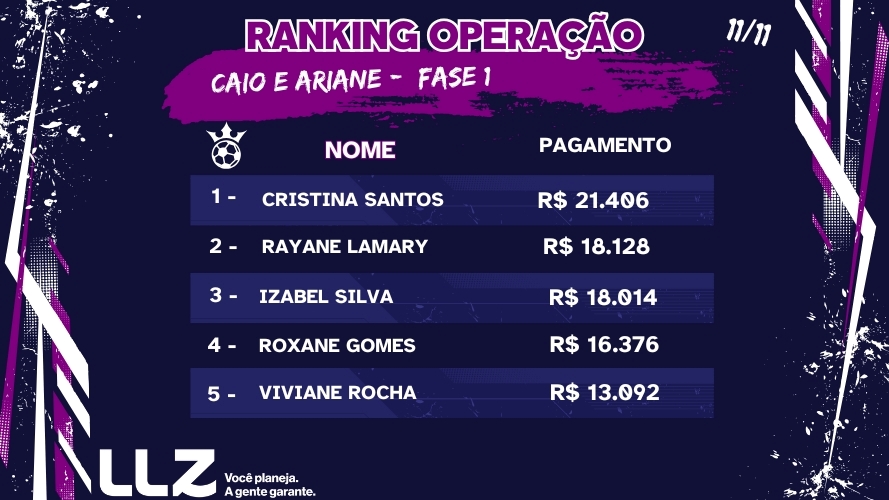 RANKING OPERAÇÃO
11/11
CAIO E ARIANE - FASE 1
NOME PAGAMENTO
1 - CRISTINA SANTOS R$ 21.406
2 - RAYANE LAMARY R$ 18.128
3 - IZABEL SILVA R$ 18.014
4 - ROXANE GOMES R$ 16.376
5 - VIVIANE ROCHA R$ 13.092
LLZ
Você planeja.
A gente garante.